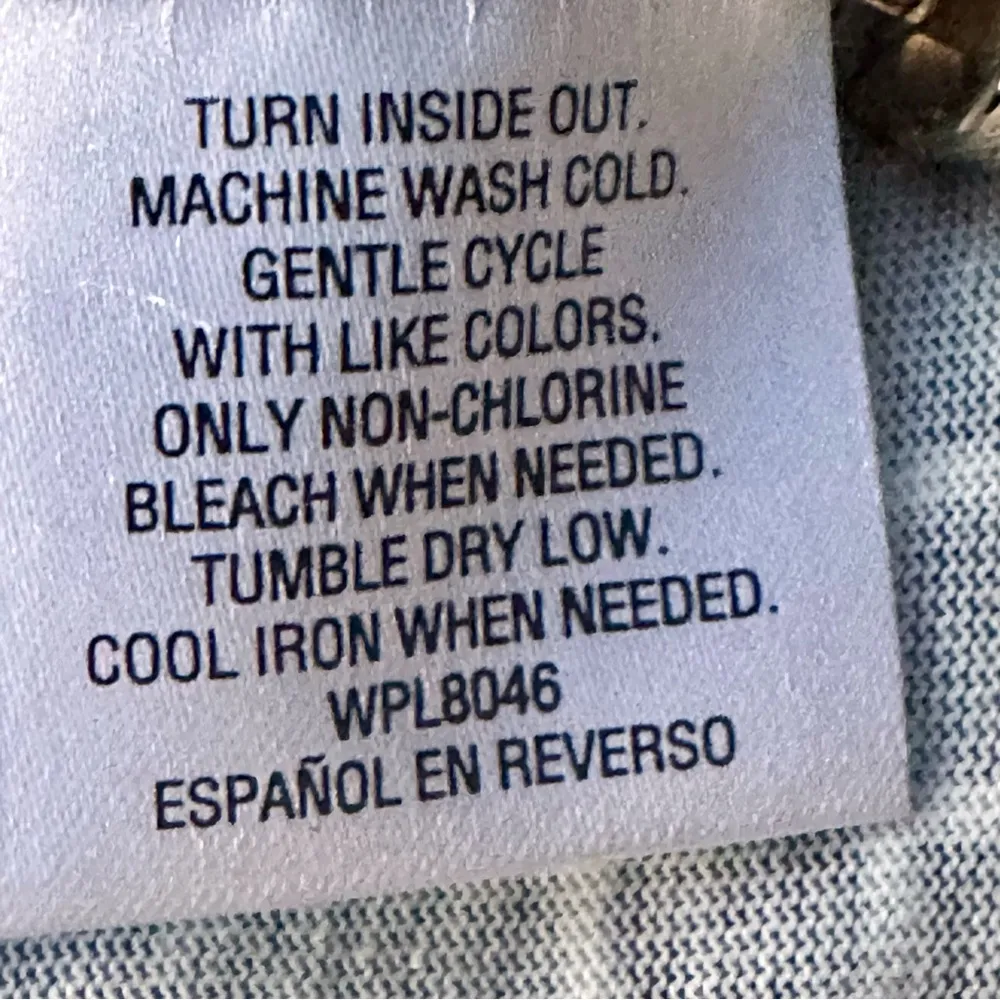 TURN INSIDE OUT.
MACHINE WASH COLD.
GENTLE CYCLE
WITH LIKE COLORS.
ONLY NON-CHLORINE
BLEACH WHEN NEEDED.
TUMBLE DRY LOW.
COOL IRON WHEN NEEDED.
WPL8046
ESPAÑOL EN REVERSO